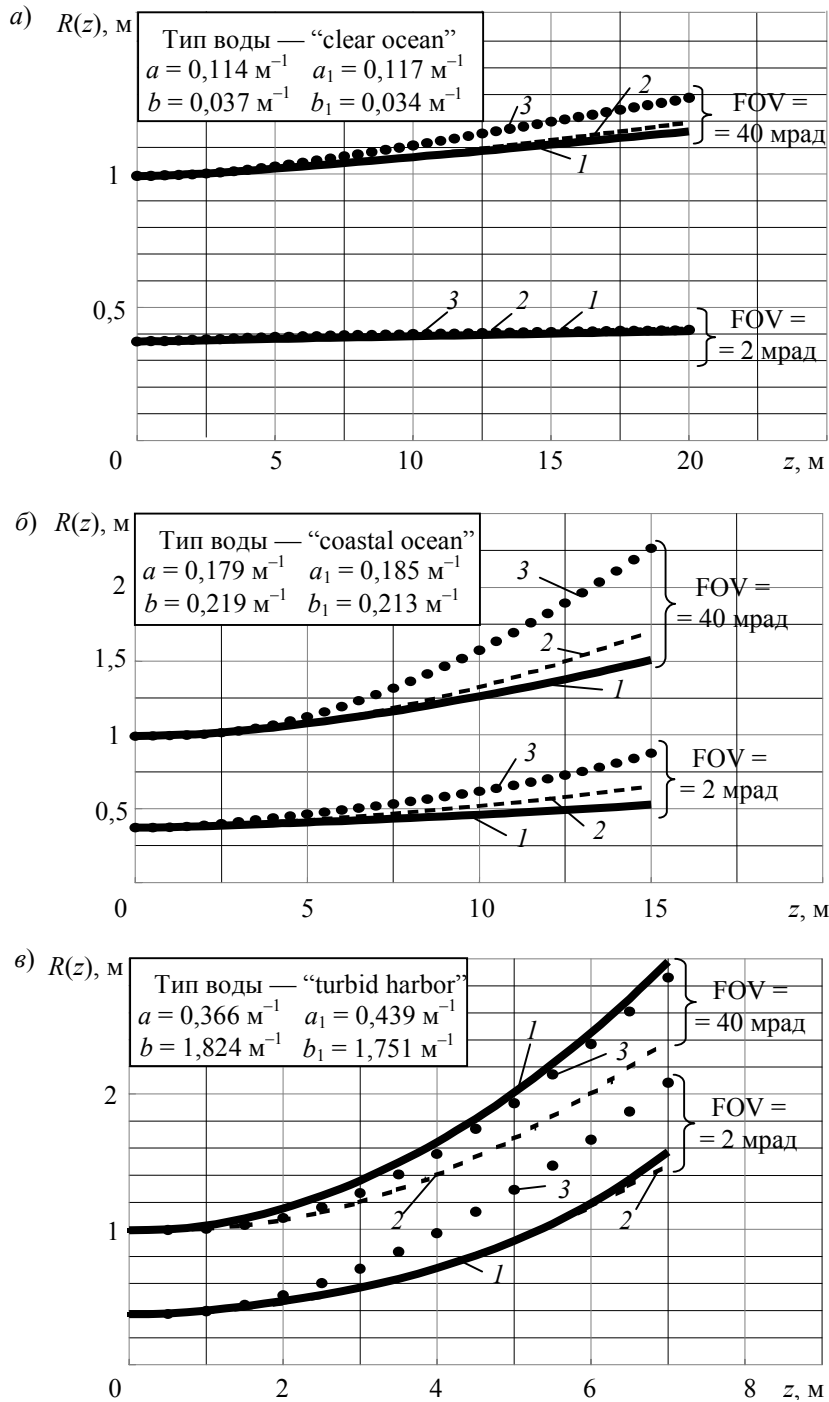 а) R(z), м
Тип воды — “clear ocean”
a = 0,114 м⁻¹ a₁ = 0,117 м⁻¹
b = 0,037 м⁻¹ b₁ = 0,034 м⁻¹
3
2
FOV =
= 40 мрад
1
1
0,5
3
2
1
FOV =
= 2 мрад
0 5 10 15 20 z, м
б) R(z), м
Тип воды — “coastal ocean”
a = 0,179 м⁻¹ a₁ = 0,185 м⁻¹
b = 0,219 м⁻¹ b₁ = 0,213 м⁻¹
2
3
FOV =
= 40 мрад
1,5
2
1
1
3
FOV =
= 2 мрад
0,5
1
2
0 5 10 15 z, м
в) R(z), м
Тип воды — “turbid harbor”
a = 0,366 м⁻¹ a₁ = 0,439 м⁻¹
b = 1,824 м⁻¹ b₁ = 1,751 м⁻¹
FOV =
= 40 мрад
1
3
2
FOV =
= 2 мрад
2
3
2
1
1
0 2 4 6 8 z, м